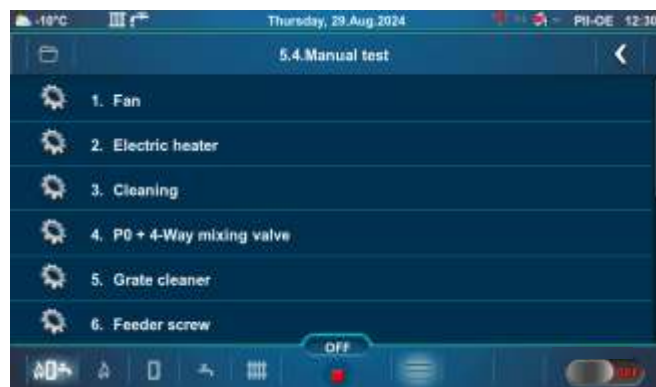 -10°C Thursday, 29.Aug.2024 PII-OE 12:30
5.4.Manual test
1. Fan
2. Electric heater
3. Cleaning
4. P0 + 4-Way mixing valve
5. Grate cleaner
6. Feeder screw
OFF
OFF